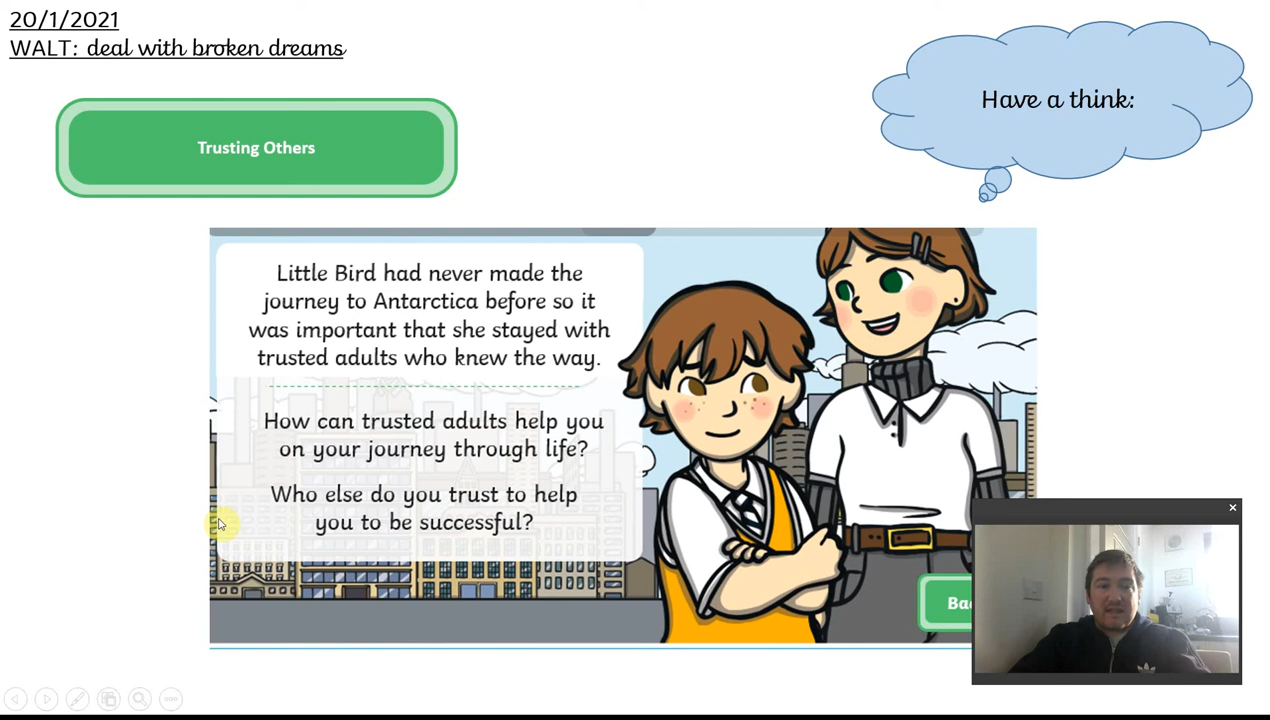 20/1/2021
WALT: deal with broken dreams
Have a think:
Trusting Others
Little Bird had never made the
journey to Antarctica before so it
was important that she stayed with
trusted adults who knew the way.
How can trusted adults help you
on your journey through life?
Who else do you trust to help
you to be successful?